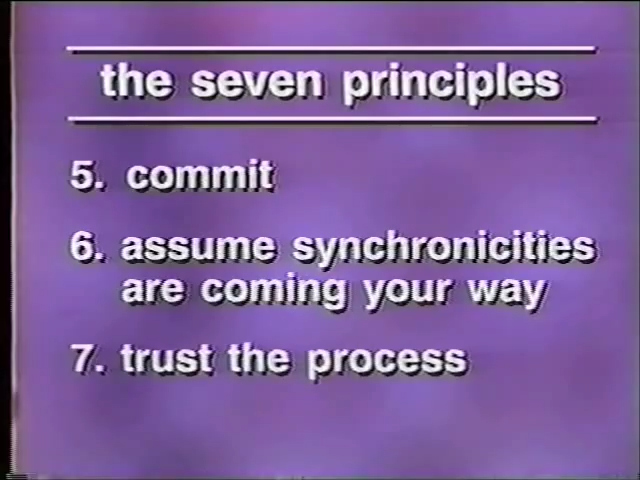 the seven principles
5. commit
6. assume synchronicities
are coming your way
7. trust the process